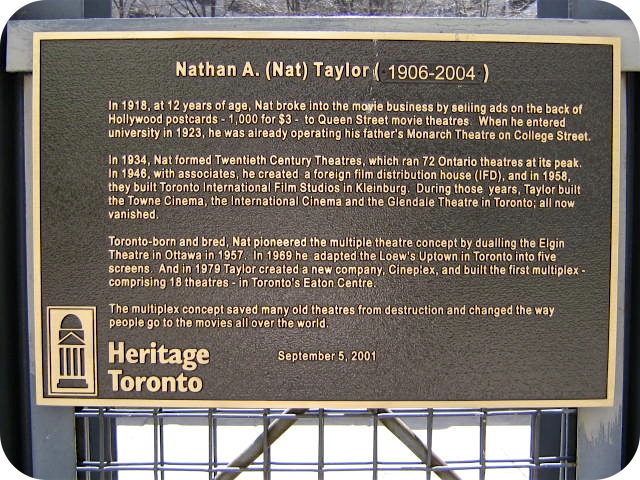 Nathan A. (Nat) Taylor ( 1906-2004 )
In 1918, at 12 years of age, Nat broke into the movie business by selling ads on the back of
Hollywood postcards - 1,000 for $3 - to Queen Street movie theatres. When he entered
university in 1923, he was already operating his father's Monarch Theatre on College Street.
In 1934, Nat formed Twentieth Century Theatres, which ran 72 Ontario theatres at its peak.
In 1946, with associates, he created a foreign film distribution house (IFD), and in 1958,
they built Toronto International Film Studios in Kleinburg. During those years, Taylor built
the Towne Cinema, the International Cinema and the Glendale Theatre in Toronto; all now
vanished.
Toronto-born and bred, Nat pioneered the multiple theatre concept by dualling the Elgin
Theatre in Ottawa in 1957. In 1969 he adapted the Loew's Uptown in Toronto into five
screens. And in 1979 Taylor created a new company, Cineplex, and built the first multiplex -
comprising 18 theatres - in Toronto's Eaton Centre.
The multiplex concept saved many old theatres from destruction and changed the way
people go to the movies all over the world.
Heritage
Toronto
September 5, 2001